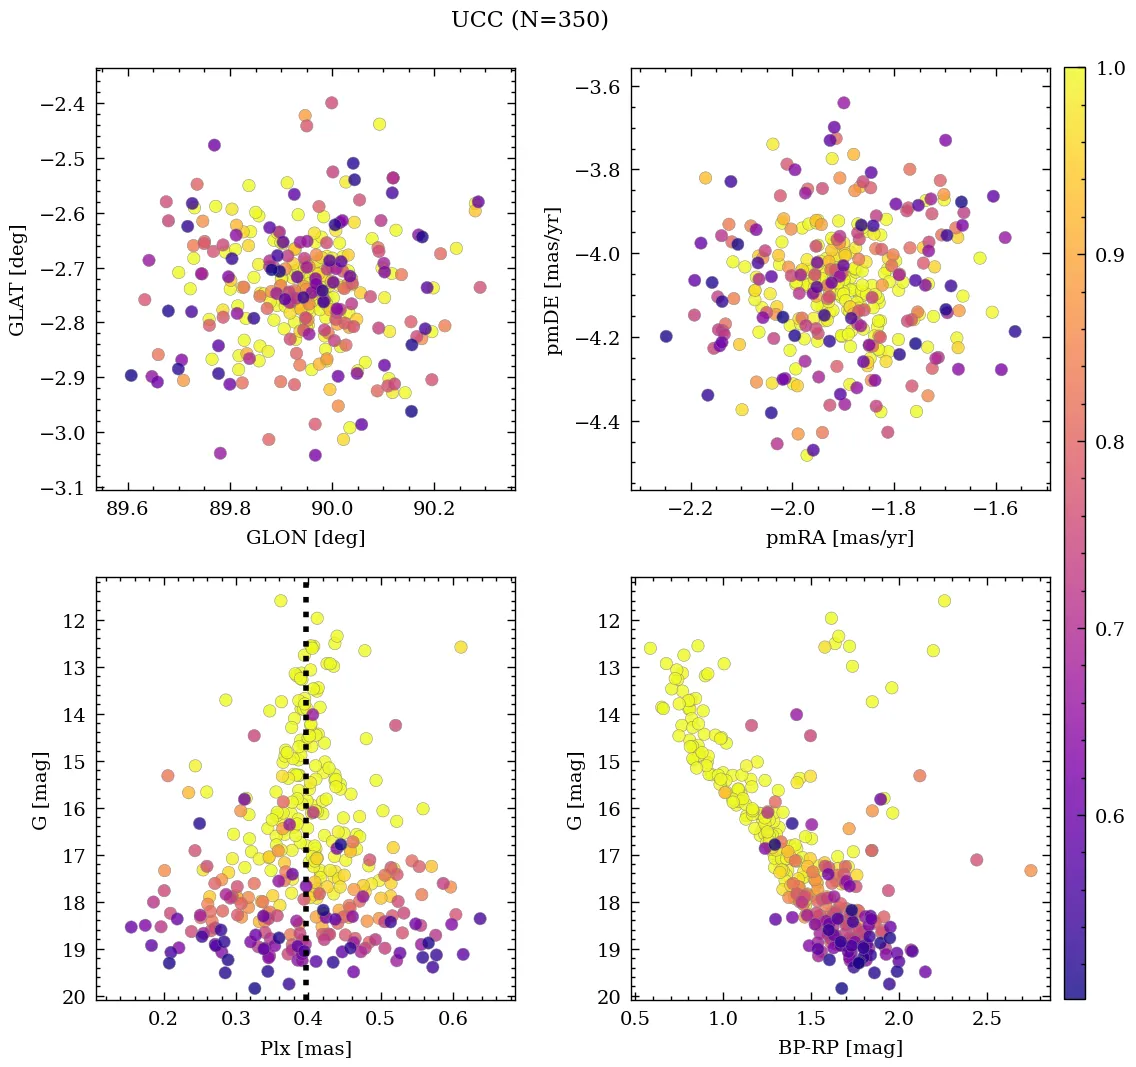 UCC (N=350)
−2.4
−2.5
−2.6
−2.7
−2.8
−2.9
−3.0
−3.1
GLAT [deg]
89.6 89.8 90.0 90.2
GLON [deg]
−3.6
−3.8
−4.0
−4.2
−4.4
pmDE [mas/yr]
−2.2 −2.0 −1.8 −1.6
pmRA [mas/yr]
12
13
14
15
16
17
18
19
20
G [mag]
0.2 0.3 0.4 0.5 0.6
Plx [mas]
12
13
14
15
16
17
18
19
20
G [mag]
0.5 1.0 1.5 2.0 2.5
BP-RP [mag]
1.0
0.9
0.8
0.7
0.6